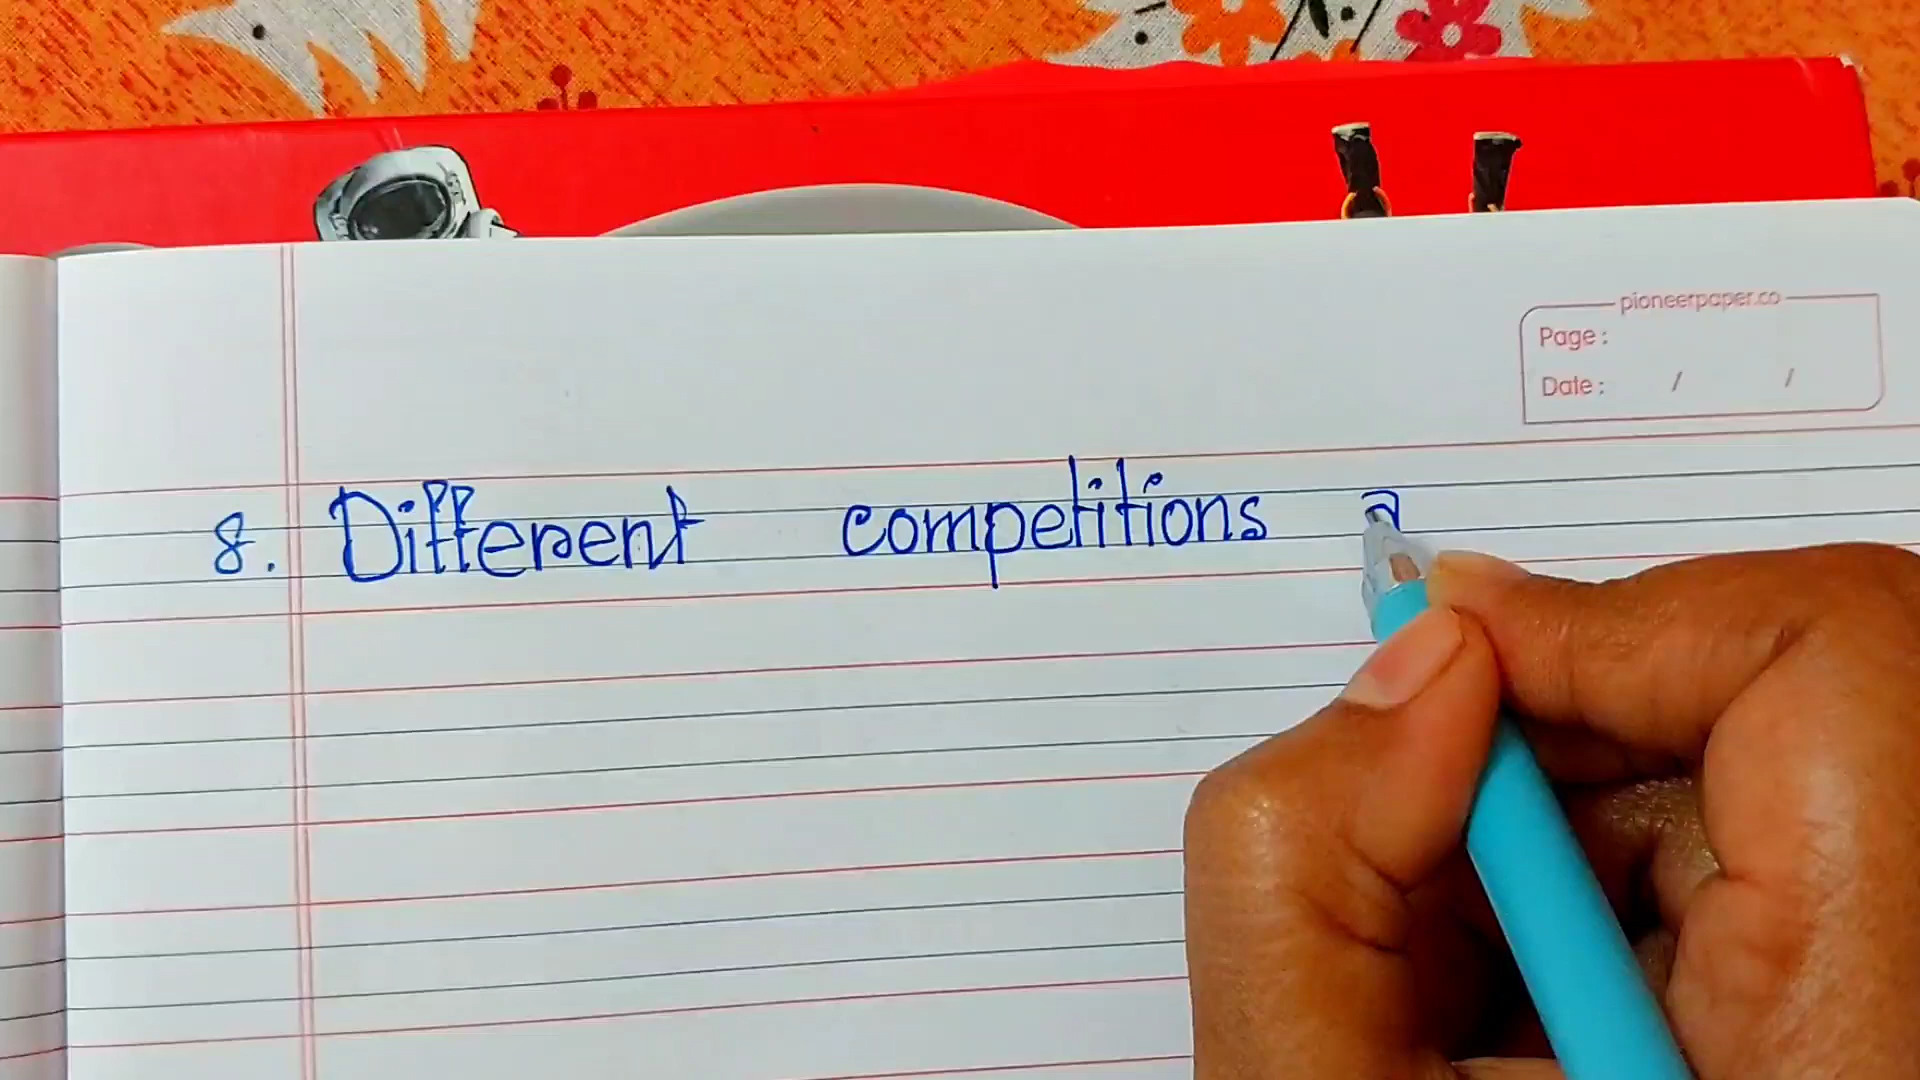 pioneerpaper.co
Page :
Date : / /
8. Different competitions a